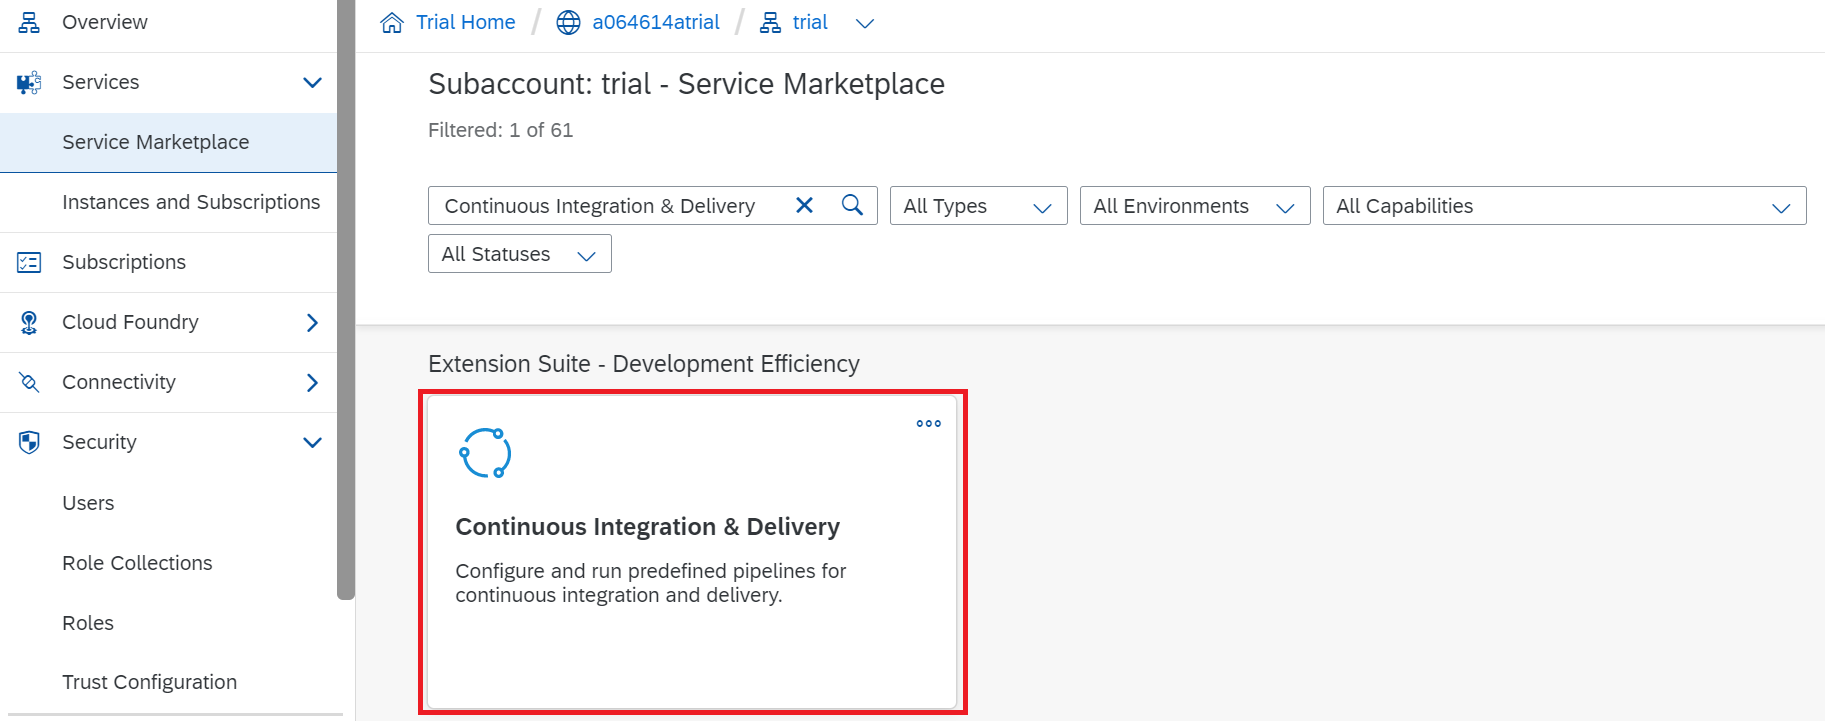 Overview
Services
Service Marketplace
Instances and Subscriptions
Subscriptions
Cloud Foundry
Connectivity
Security
Users
Role Collections
Roles
Trust Configuration
Trial Home / a064614atrial / trial
Subaccount: trial - Service Marketplace
Filtered: 1 of 61
Continuous Integration & Delivery
All Types
All Environments
All Capabilities
All Statuses
Extension Suite - Development Efficiency
Continuous Integration & Delivery
Configure and run predefined pipelines for
continuous integration and delivery.